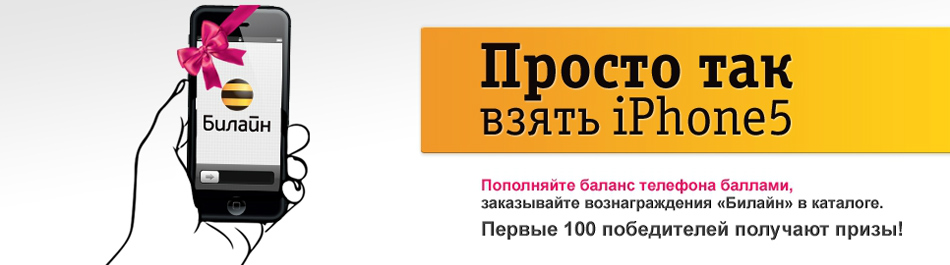 Билайн
Просто так
взять iPhone5
Пополняйте баланс телефона баллами,
заказывайте вознаграждения «Билайн» в каталоге.
Первые 100 победителей получают призы!